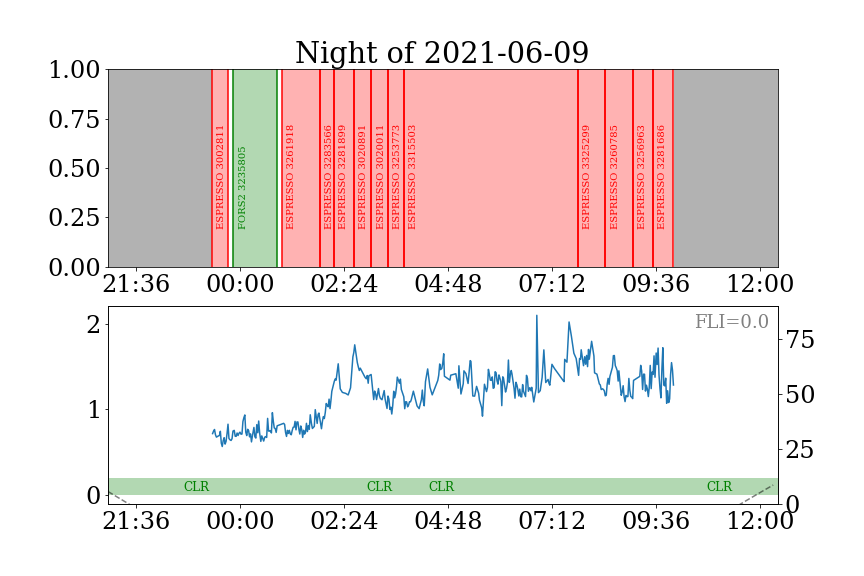 Night of 2021-06-09
1.00
0.75
0.50
0.25
0.00
ESPRESSO 3002811
FORS2 3235805
ESPRESSO 3261918
ESPRESSO 3283566
ESPRESSO 3281899
ESPRESSO 3020891
ESPRESSO 3020011
ESPRESSO 3253773
ESPRESSO 3315503
ESPRESSO 3325299
ESPRESSO 3260785
ESPRESSO 3256963
ESPRESSO 3281686
21:36 00:00 02:24 04:48 07:12 09:36 12:00
FLI=0.0
2
1
0
75
50
25
0
CLR CLR CLR CLR
21:36 00:00 02:24 04:48 07:12 09:36 12:00